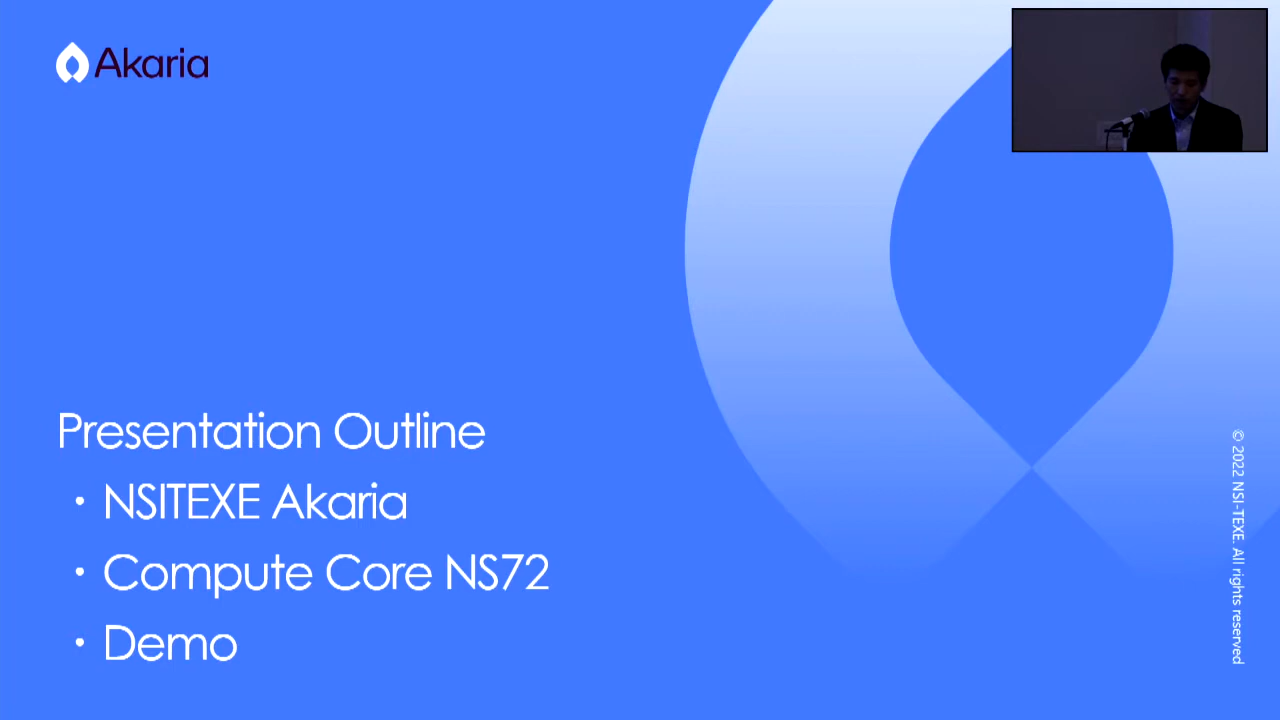 Akaria
Presentation Outline
・NSITEXE Akaria
・Compute Core NS72
・Demo
© 2022 NSI-TEXE. All rights reserved